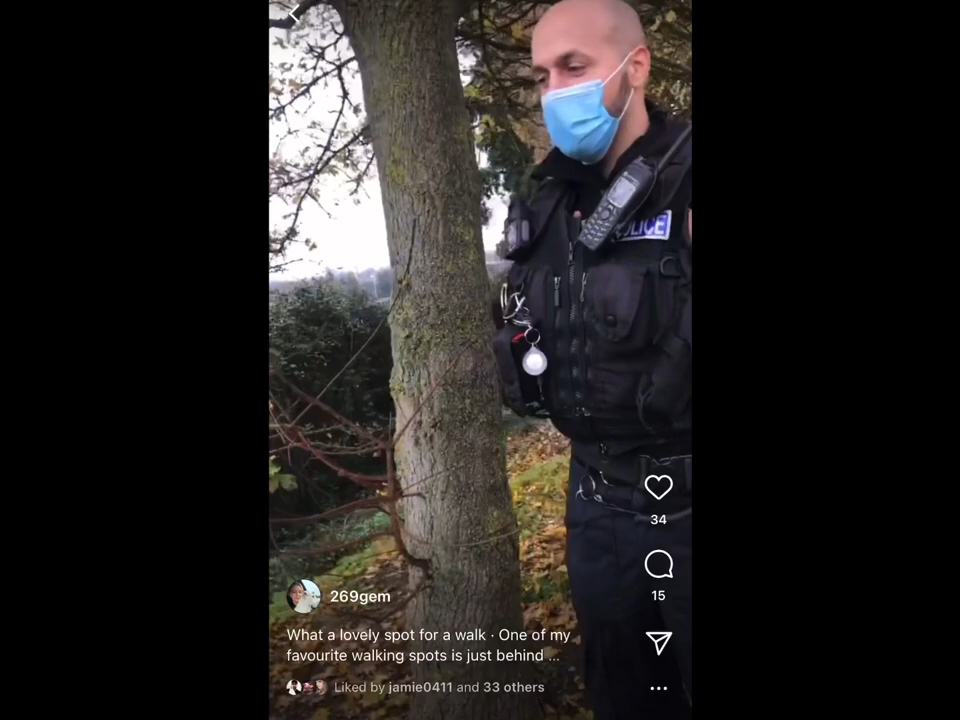 POLICE
34
15
269gem
What a lovely spot for a walk · One of my
favourite walking spots is just behind ...
Liked by jamie0411 and 33 others